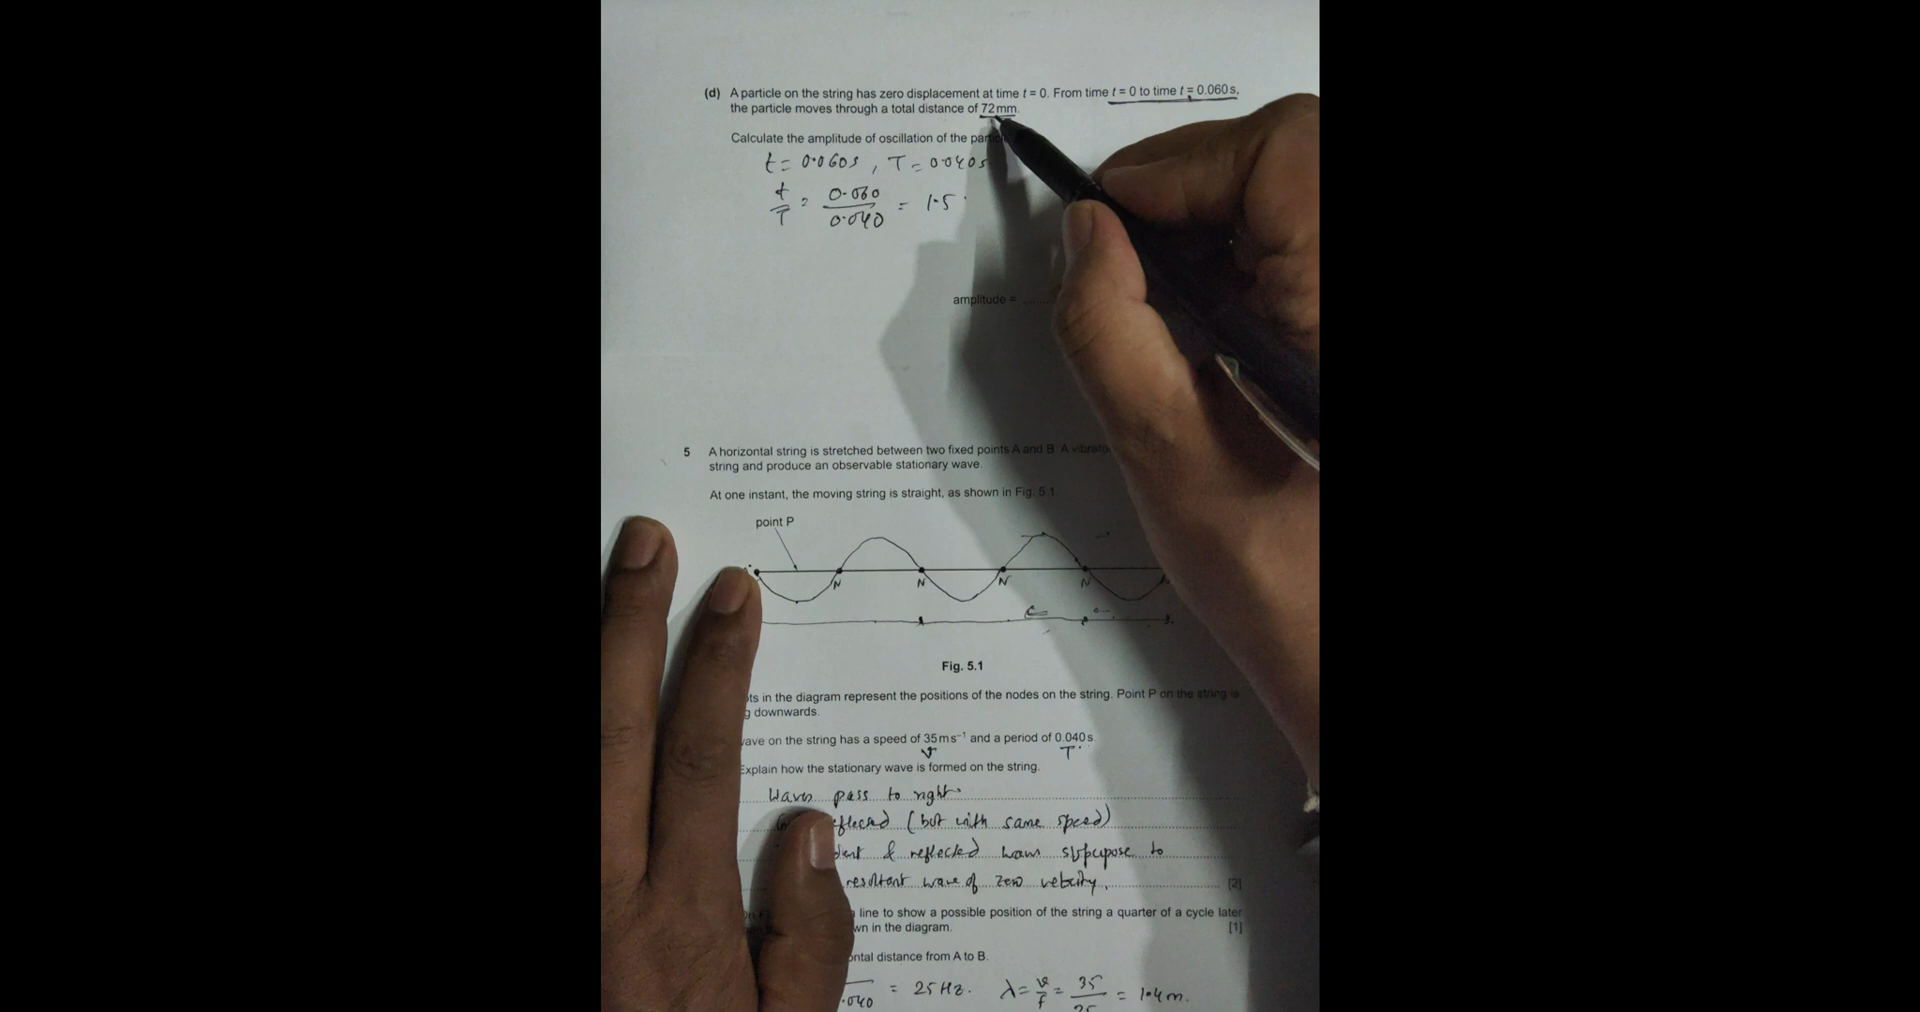 (d) A particle on the string has zero displacement at time t = 0. From time t = 0 to time t = 0.060 s,
the particle moves through a total distance of 72 mm.
Calculate the amplitude of oscillation of the
t = 0.060s , T = 0.040s
t/T = 0.060/0.040 = 1.5
amplitude = ........
5 A horizontal string is stretched between two fixed points A and B. A
string and produce an observable stationary wave.
At one instant, the moving string is straight, as shown in Fig. 5.1
point P
N N N N
Fig. 5.1
in the diagram represent the positions of the nodes on the string. Point P on the string is
downwards.
wave on the string has a speed of 35 m s⁻¹ and a period of 0.040 s.
v T
Explain how the stationary wave is formed on the string.
Waves pass to right.
(but with same speed)
& reflected waves to
resultant wave of zero velocity. [2]
line to show a possible position of the string a quarter of a cycle later
in the diagram. [1]
distance from A to B.
= 25 Hz. λ = v/f = 35/25 = 1.4 m.